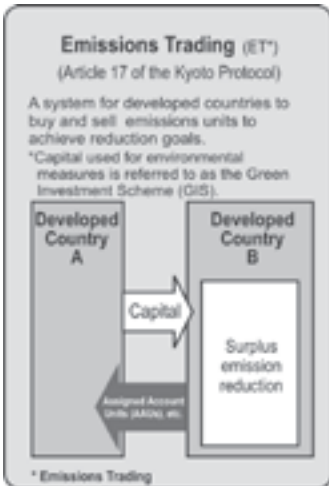 Emissions Trading (ET*)
(Article 17 of the Kyoto Protocol)
A system for developed countries to
buy and sell emissions units to
achieve reduction goals.
*Capital used for environmental
measures is referred to as the Green
Investment Scheme (GIS).
Developed
Country
A
Developed
Country
B
Capital
Surplus
emission
reduction
Assigned Account
Units (AAUs), etc.
* Emissions Trading